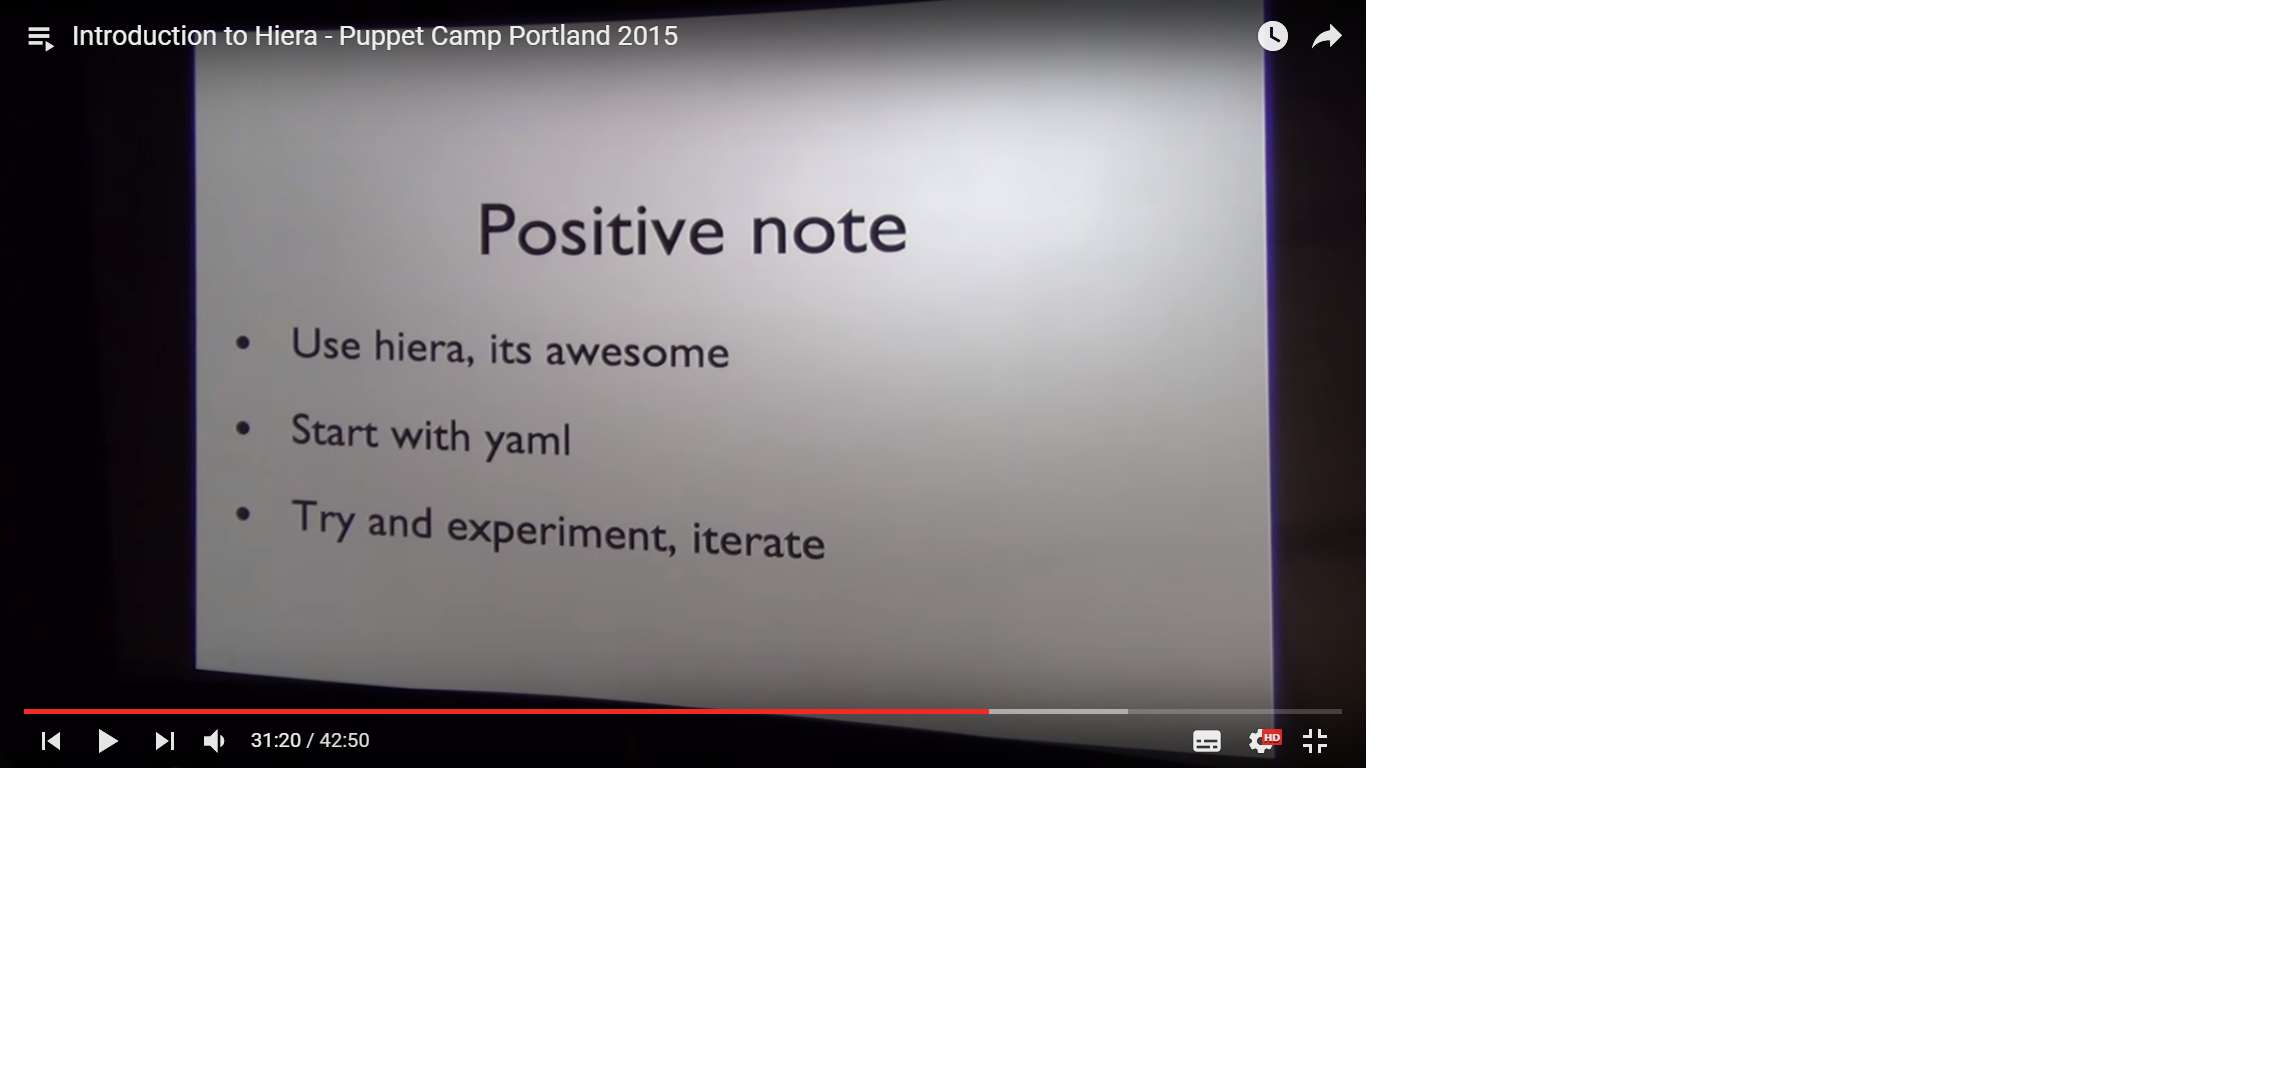 Introduction to Hiera - Puppet Camp Portland 2015
Positive note
• Use hiera, its awesome
• Start with yaml
• Try and experiment, iterate
31:20 / 42:50
HD